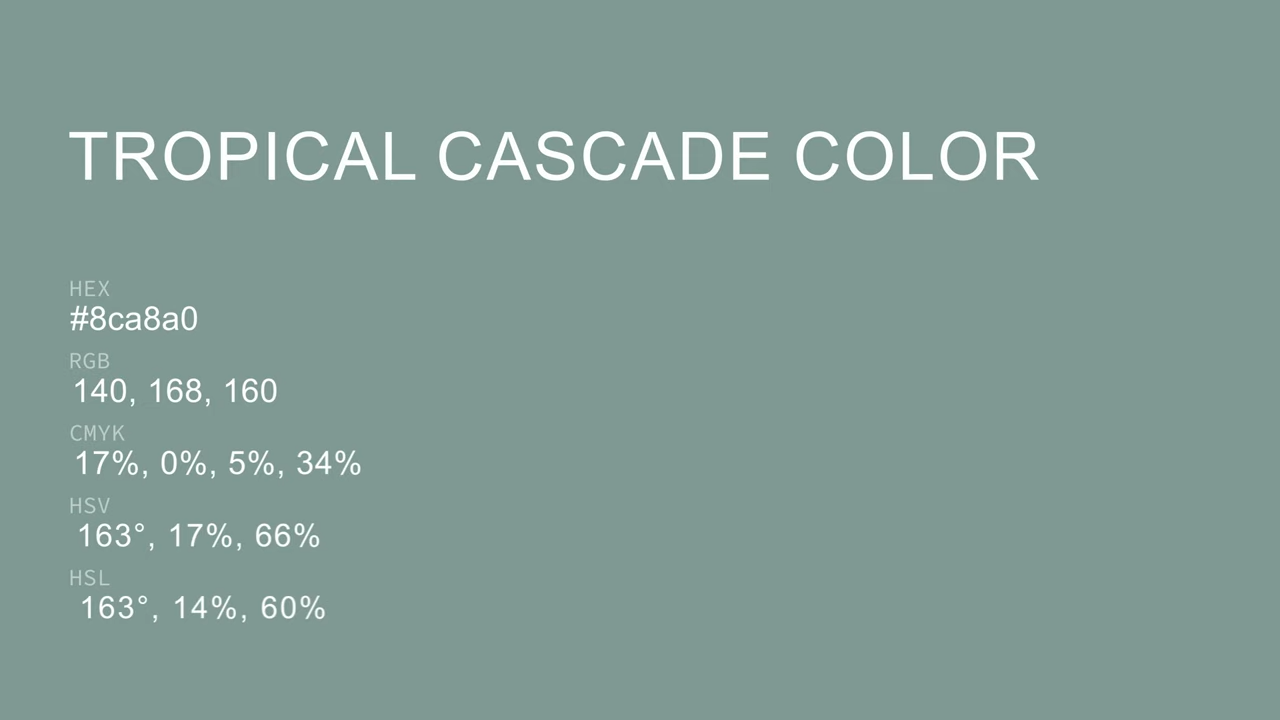 TROPICAL CASCADE COLOR
HEX
#8ca8a0
RGB
140, 168, 160
CMYK
17%, 0%, 5%, 34%
HSV
163°, 17%, 66%
HSL
163°, 14%, 60%